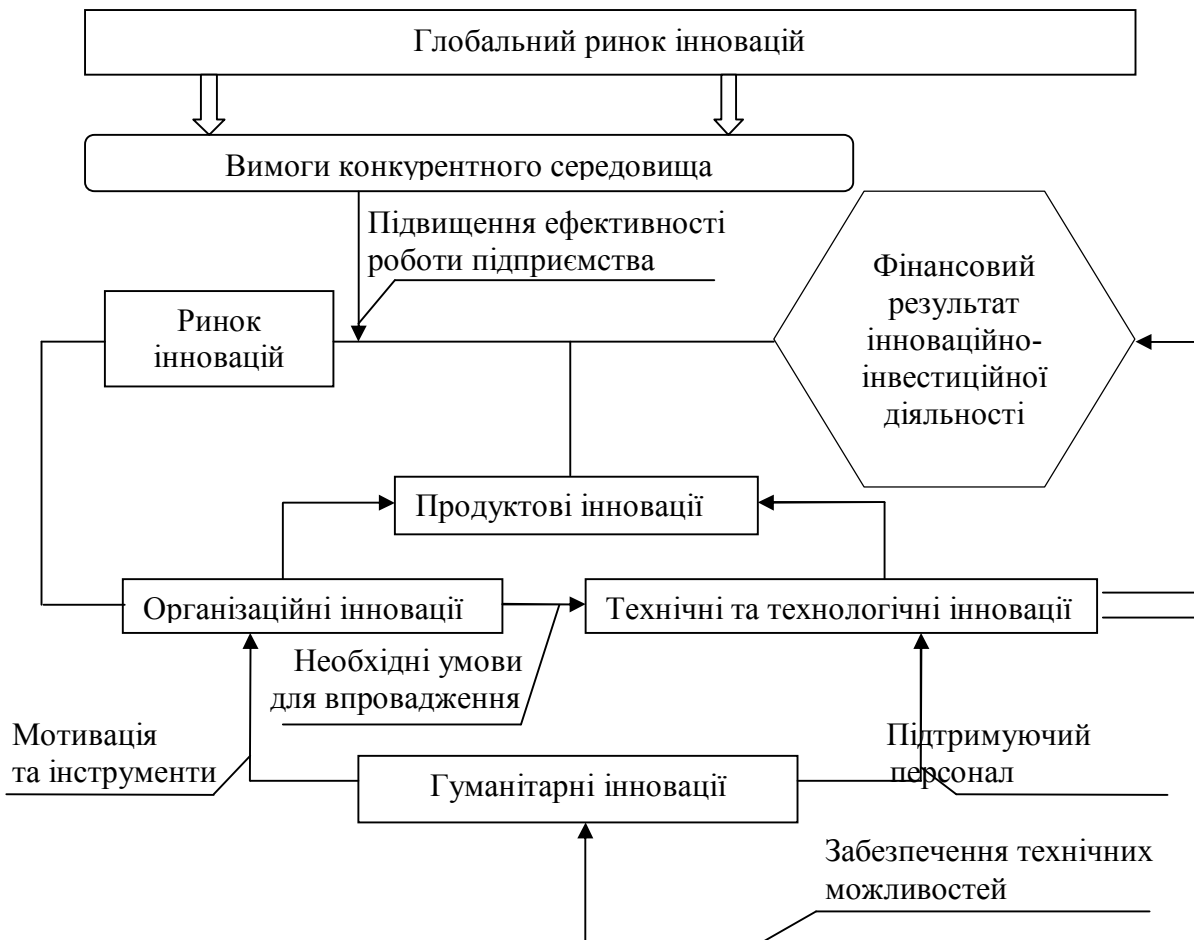 Глобальний ринок інновацій
Вимоги конкурентного середовища
Підвищення ефективності
роботи підприємства
Ринок
інновацій
Фінансовий
результат
інноваційно-
інвестиційної
діяльності
Продуктові інновації
Організаційні інновації
Технічні та технологічні інновації
Необхідні умови
для впровадження
Мотивація
та інструменти
Гуманітарні інновації
Підтримуючий
персонал
Забезпечення технічних
можливостей